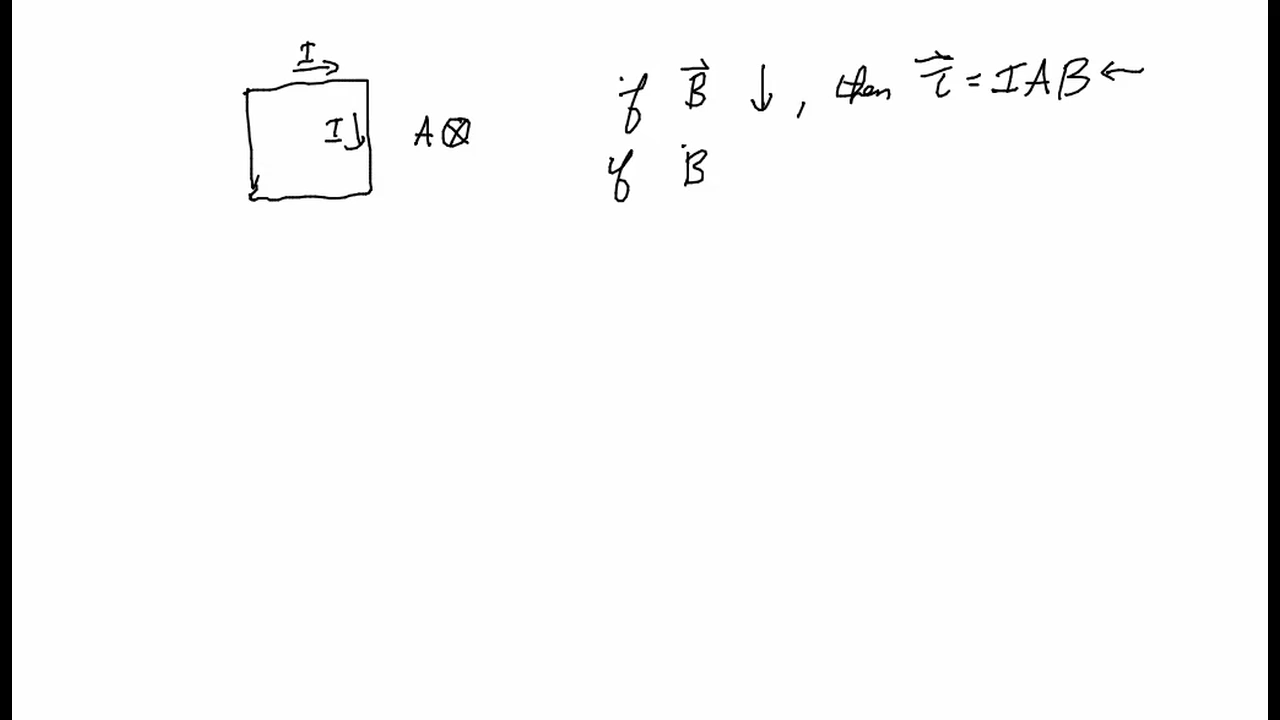 I
I↓ A⊗
if B⃗ ↓, then τ⃗ = IAB ←
if B